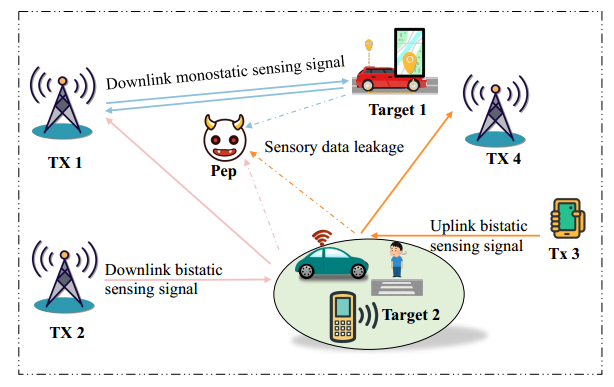 Downlink monostatic sensing signal
Target 1
TX 1
Sensory data leakage
TX 4
Pep
Uplink bistatic
sensing signal
Tx 3
Downlink bistatic
sensing signal
Target 2
TX 2